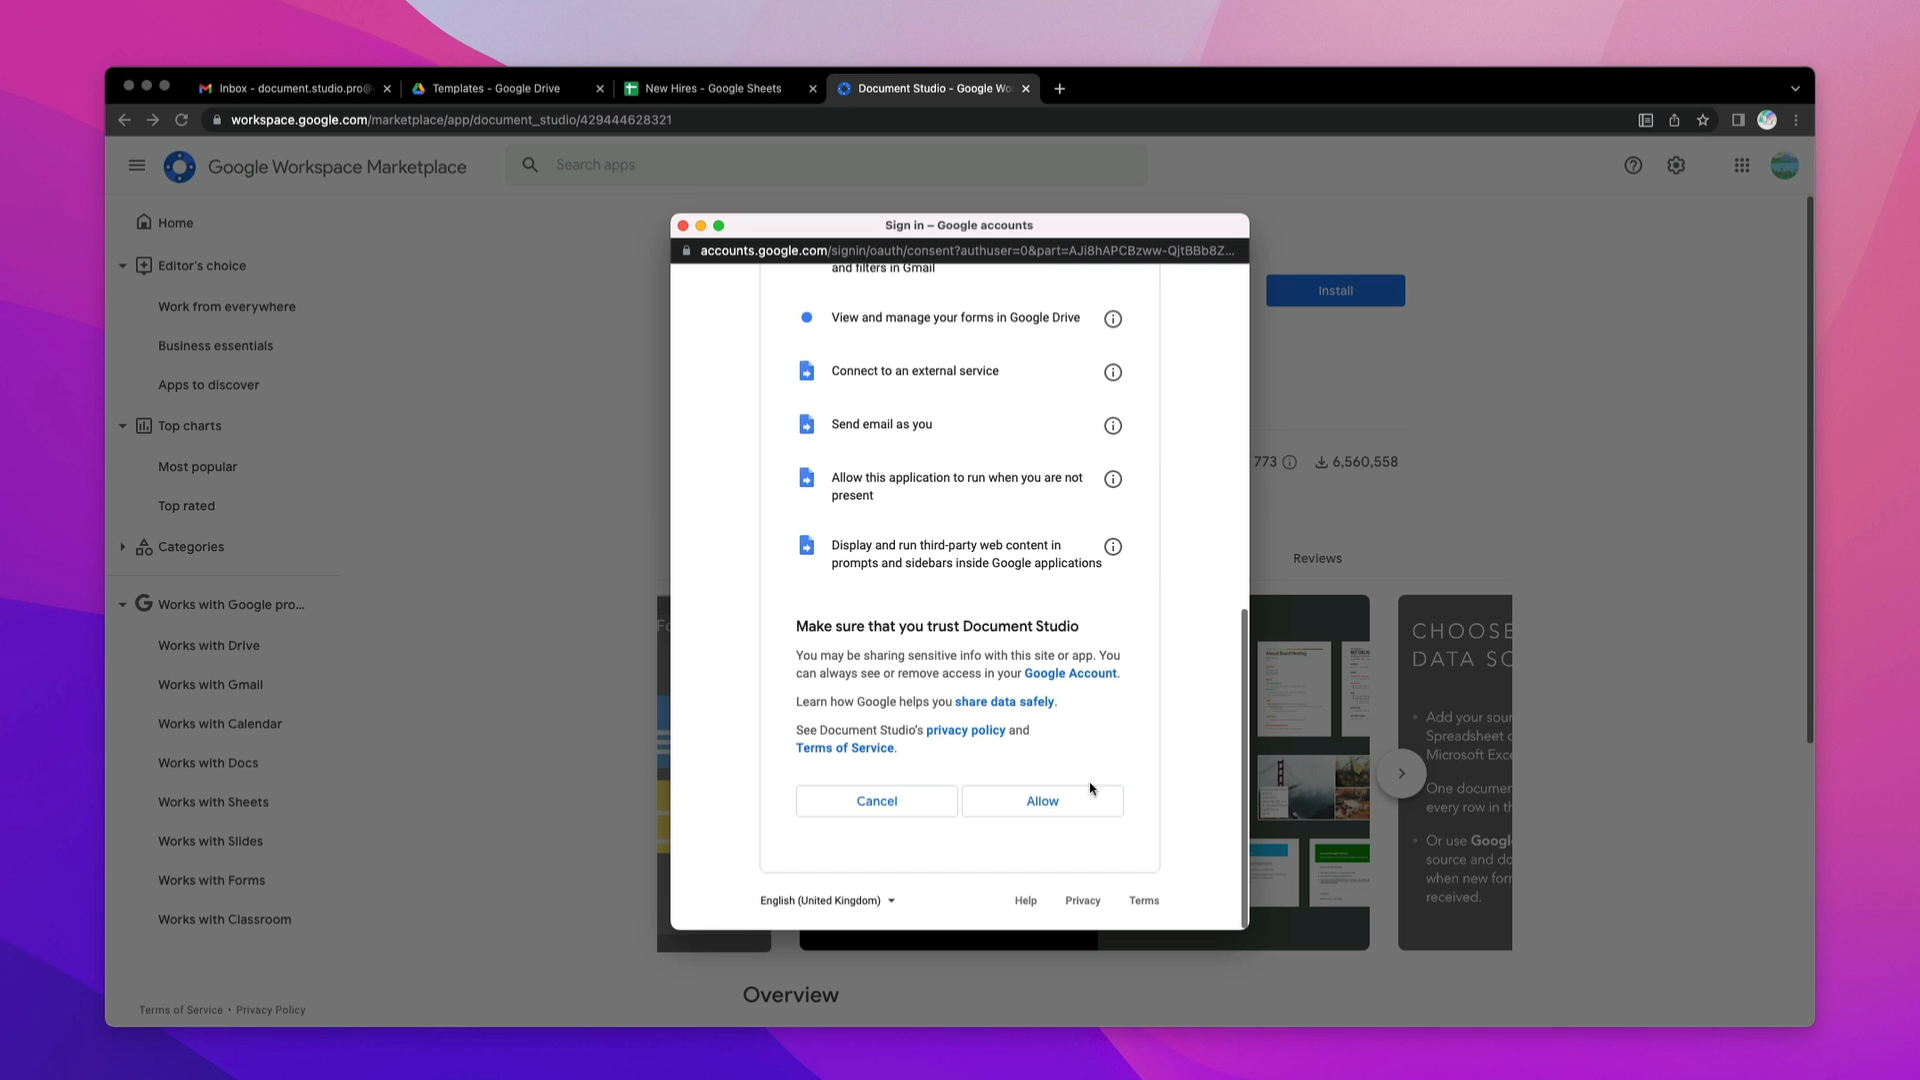 Inbox - document.studio.pro@
Templates - Google Drive
New Hires - Google Sheets
Document Studio - Google Wo
workspace.google.com/marketplace/app/document_studio/429444628321
Google Workspace Marketplace
Search apps
Home
Editor's choice
Work from everywhere
Business essentials
Apps to discover
Top charts
Most popular
Top rated
Categories
Works with Google pro...
Works with Drive
Works with Gmail
Works with Calendar
Works with Docs
Works with Sheets
Works with Slides
Works with Forms
Works with Classroom
Terms of Service • Privacy Policy
Sign in – Google accounts
accounts.google.com/signin/oauth/consent?authuser=0&part=AJi8hAPCBzww-QjtBBb8Z...
and filters in Gmail
View and manage your forms in Google Drive
Connect to an external service
Send email as you
Allow this application to run when you are not
present
Display and run third-party web content in
prompts and sidebars inside Google applications
Make sure that you trust Document Studio
You may be sharing sensitive info with this site or app. You
can always see or remove access in your Google Account.
Learn how Google helps you share data safely.
See Document Studio's privacy policy and
Terms of Service.
Cancel
Allow
English (United Kingdom)
Help
Privacy
Terms
Install
773
6,560,558
Reviews
CHOOSE
DATA SO
• Add your sour
Spreadsheet o
Microsoft Exce
One documen
every row in th
• Or use Googl
source and do
when new forn
received.
Overview